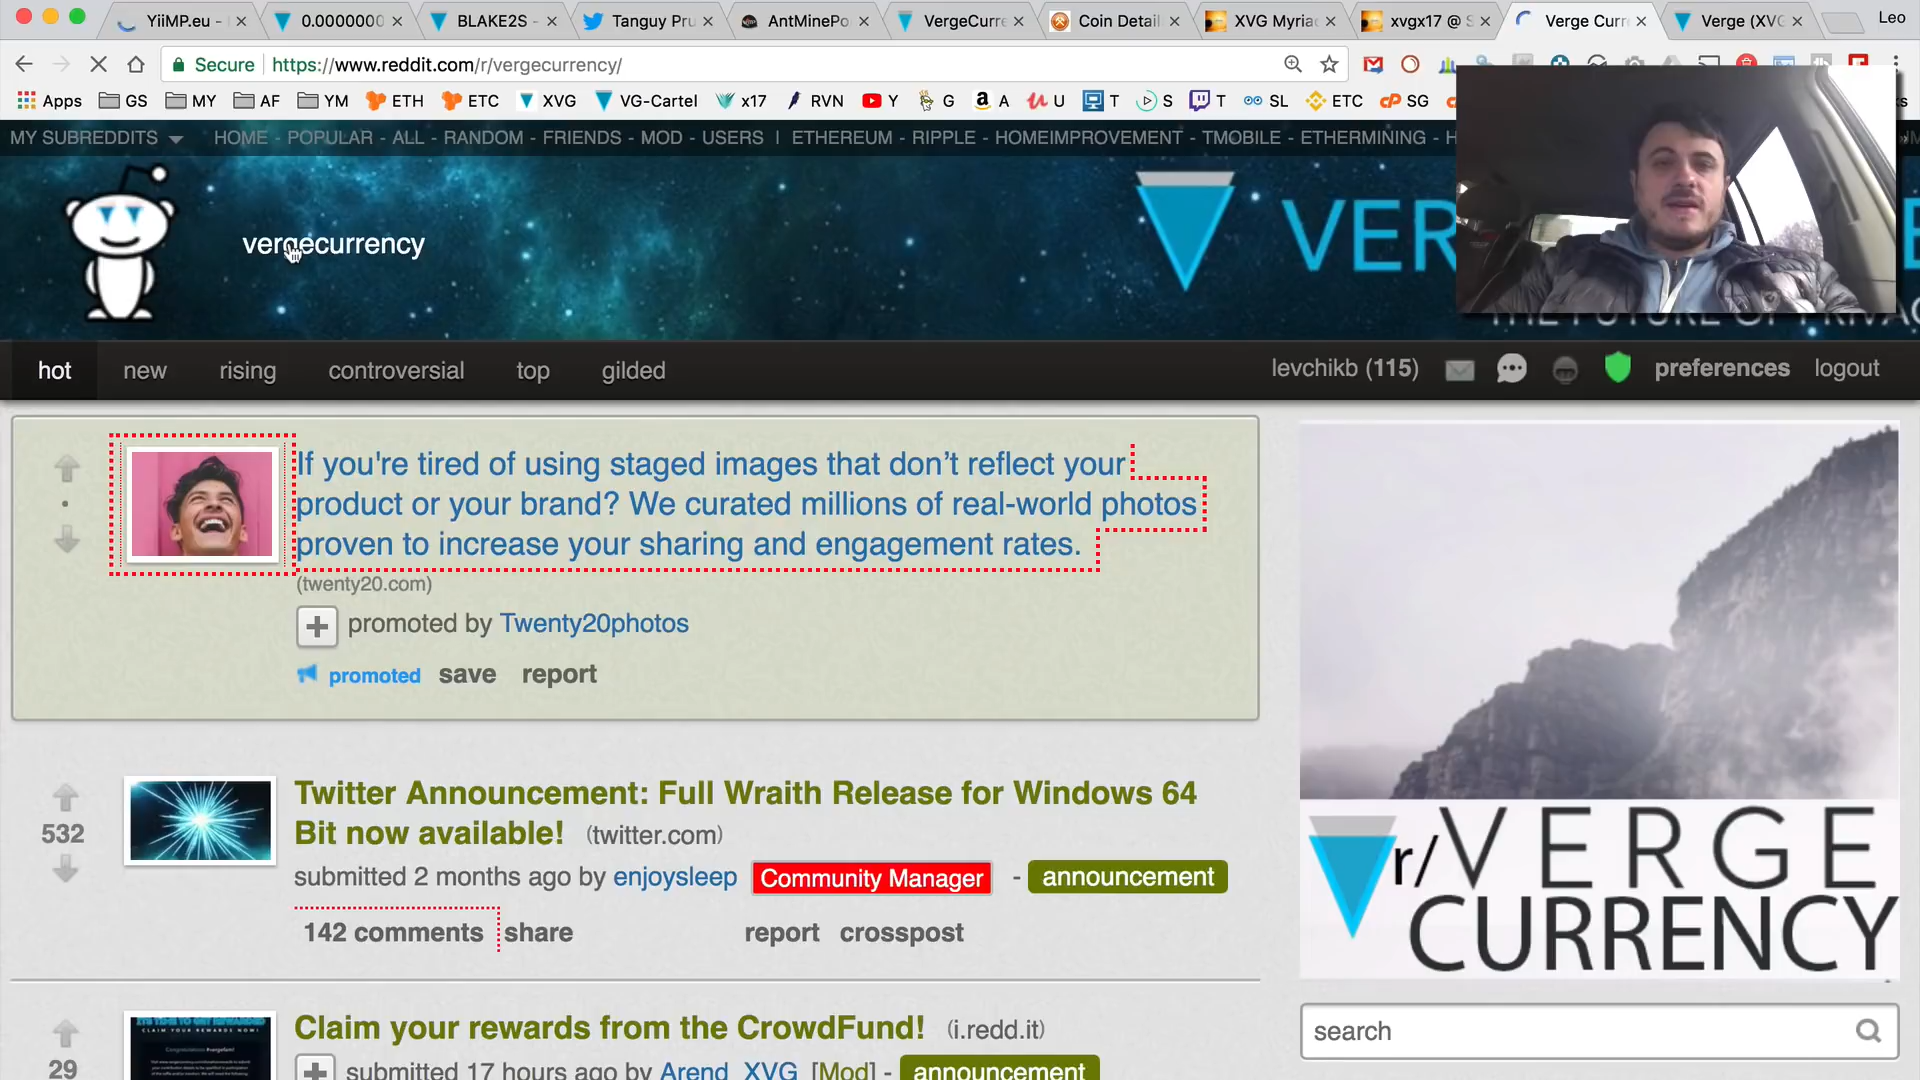 YiiMP.eu -
0.0000000
BLAKE2S -
Tanguy Pru
AntMinePo
VergeCurre
Coin Detail
XVG Myria
xvgx17 @ S
Verge Curr
Verge (XVG
Leo
Secure
https://www.reddit.com/r/vergecurrency/
Apps
GS
MY
AF
YM
ETH
ETC
XVG
VG-Cartel
x17
RVN
Y
G
A
U
T
S
T
SL
ETC
SG
MY SUBREDDITS
HOME - POPULAR - ALL - RANDOM - FRIENDS - MOD - USERS | ETHEREUM - RIPPLE - HOMEIMPROVEMENT - TMOBILE - ETHERMINING - H
vergecurrency
VER
THE FUTURE OF PRIVAC
hot
new
rising
controversial
top
gilded
levchikb (115)
preferences
logout
If you're tired of using staged images that don’t reflect your
product or your brand? We curated millions of real-world photos
proven to increase your sharing and engagement rates.
(twenty20.com)
promoted by Twenty20photos
promoted save report
532
Twitter Announcement: Full Wraith Release for Windows 64
Bit now available! (twitter.com)
submitted 2 months ago by enjoysleep Community Manager - announcement
142 comments share report crosspost
r/VERGE
CURRENCY
search
29
Claim your rewards from the CrowdFund! (i.redd.it)
submitted 17 hours ago by Arend_XVG [Mod] - announcement